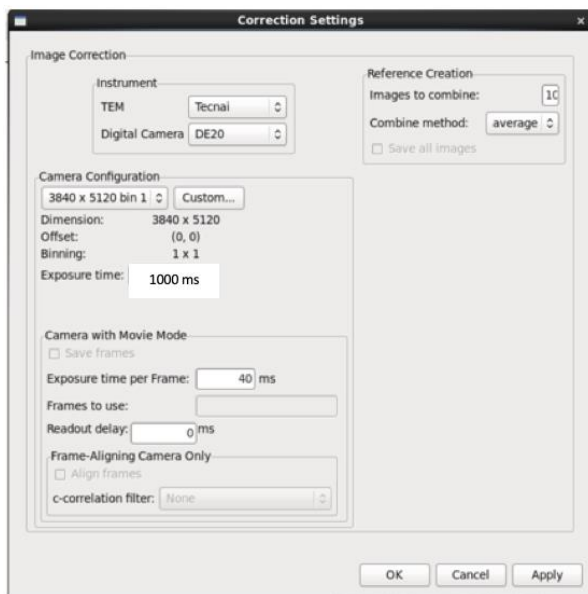 Correction Settings
Image Correction
Instrument
TEM Tecnai
Digital Camera DE20
Reference Creation
Images to combine: 10
Combine method: average
Save all images
Camera Configuration
3840 x 5120 bin 1 Custom...
Dimension: 3840 x 5120
Offset: (0, 0)
Binning: 1 x 1
Exposure time: 1000 ms
Camera with Movie Mode
Save frames
Exposure time per Frame: 40 ms
Frames to use:
Readout delay: 0 ms
Frame-Aligning Camera Only
Align frames
c-correlation filter: None
OK Cancel Apply